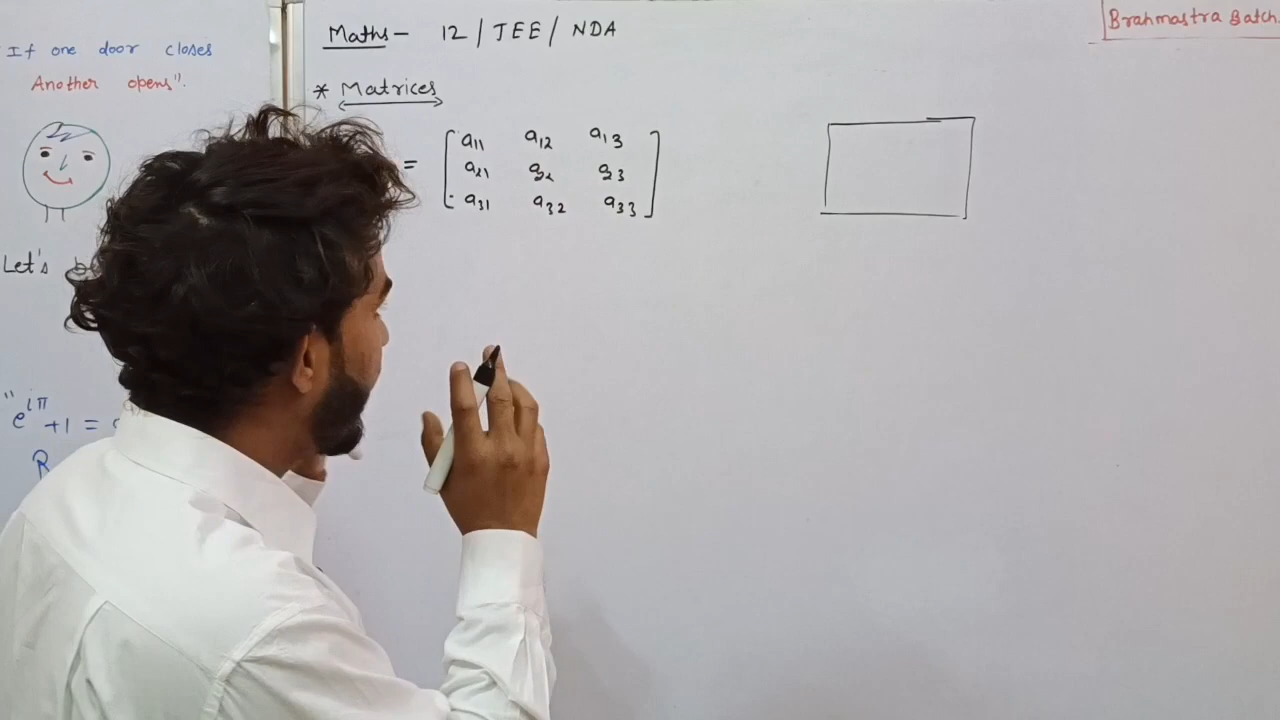 Maths- 12 / JEE / NDA
Brahmastra Batch
"If one door closes
Another opens".
* Matrices
= [ a11 a12 a13
a21 a22 a23
a31 a32 a33 ]
Let's
"e^iπ +1 =